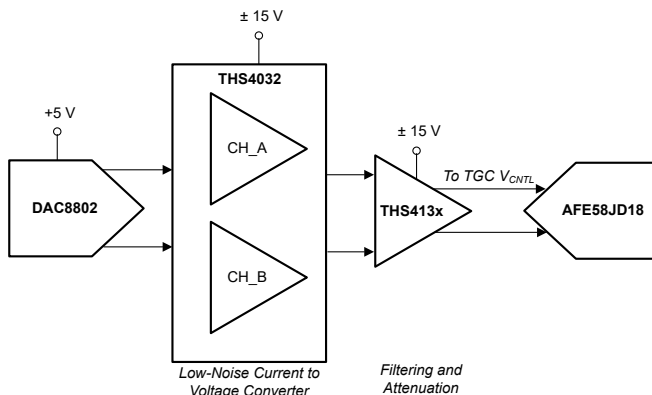 ± 15 V
THS4032
+5 V
CH_A
± 15 V
To TGC VCNTL
DAC8802
THS413x
AFE58JD18
CH_B
Low-Noise Current to
Voltage Converter
Filtering and
Attenuation